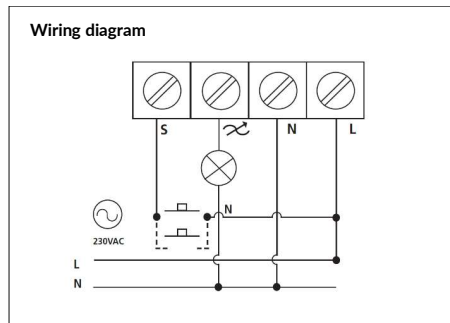 Wiring diagram
S N L
N
230VAC
L
N